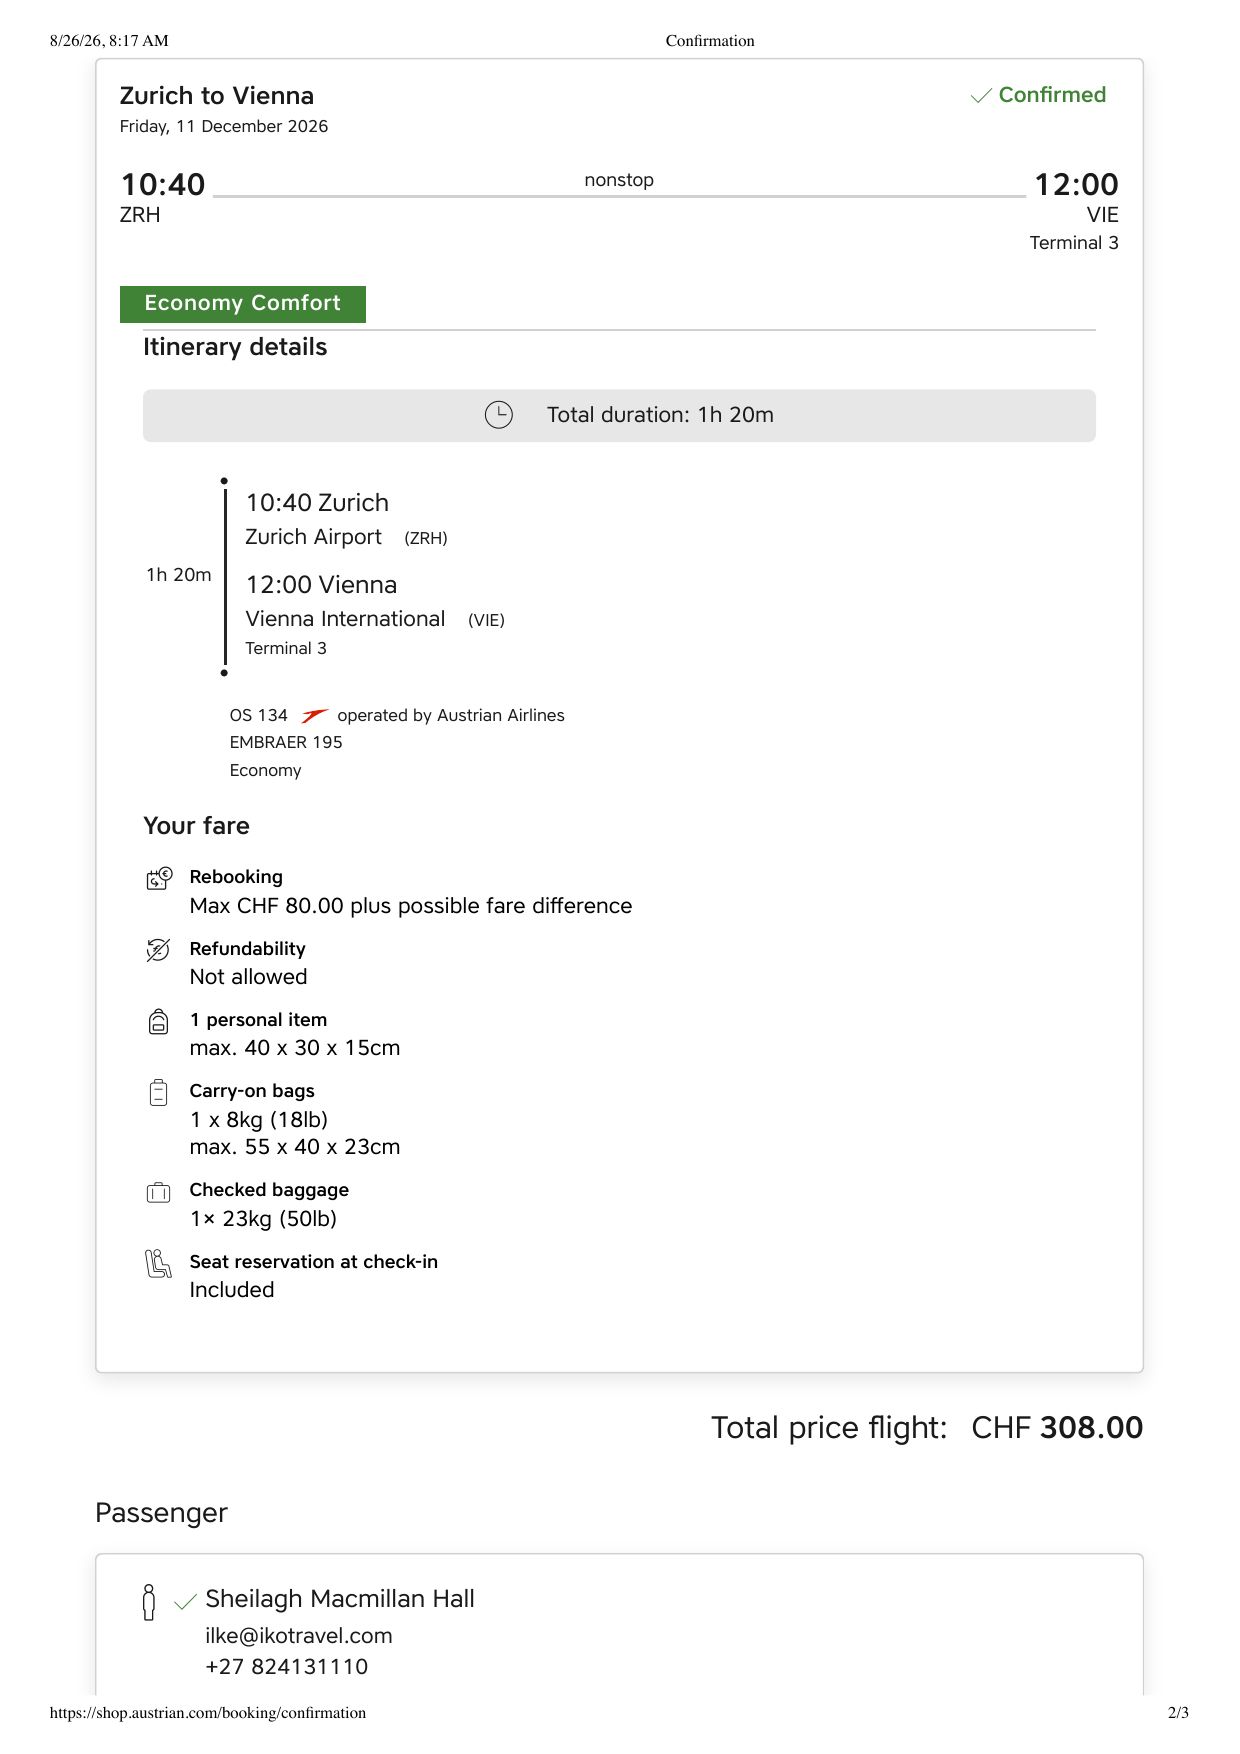 8/26/26, 8:17 AM Confirmation
Zurich to Vienna Confirmed
Friday, 11 December 2026
10:40 nonstop 12:00
ZRH VIE
Terminal 3
Economy Comfort
Itinerary details
Total duration: 1h 20m
10:40 Zurich
Zurich Airport (ZRH)
1h 20m
12:00 Vienna
Vienna International (VIE)
Terminal 3
OS 134 operated by Austrian Airlines
EMBRAER 195
Economy
Your fare
Rebooking
Max CHF 80.00 plus possible fare difference
Refundability
Not allowed
1 personal item
max. 40 x 30 x 15cm
Carry-on bags
1 x 8kg (18lb)
max. 55 x 40 x 23cm
Checked baggage
1× 23kg (50lb)
Seat reservation at check-in
Included
Total price flight: CHF 308.00
Passenger
Sheilagh Macmillan Hall
ilke@ikotravel.com
+27 824131110
https://shop.austrian.com/booking/confirmation 2/3